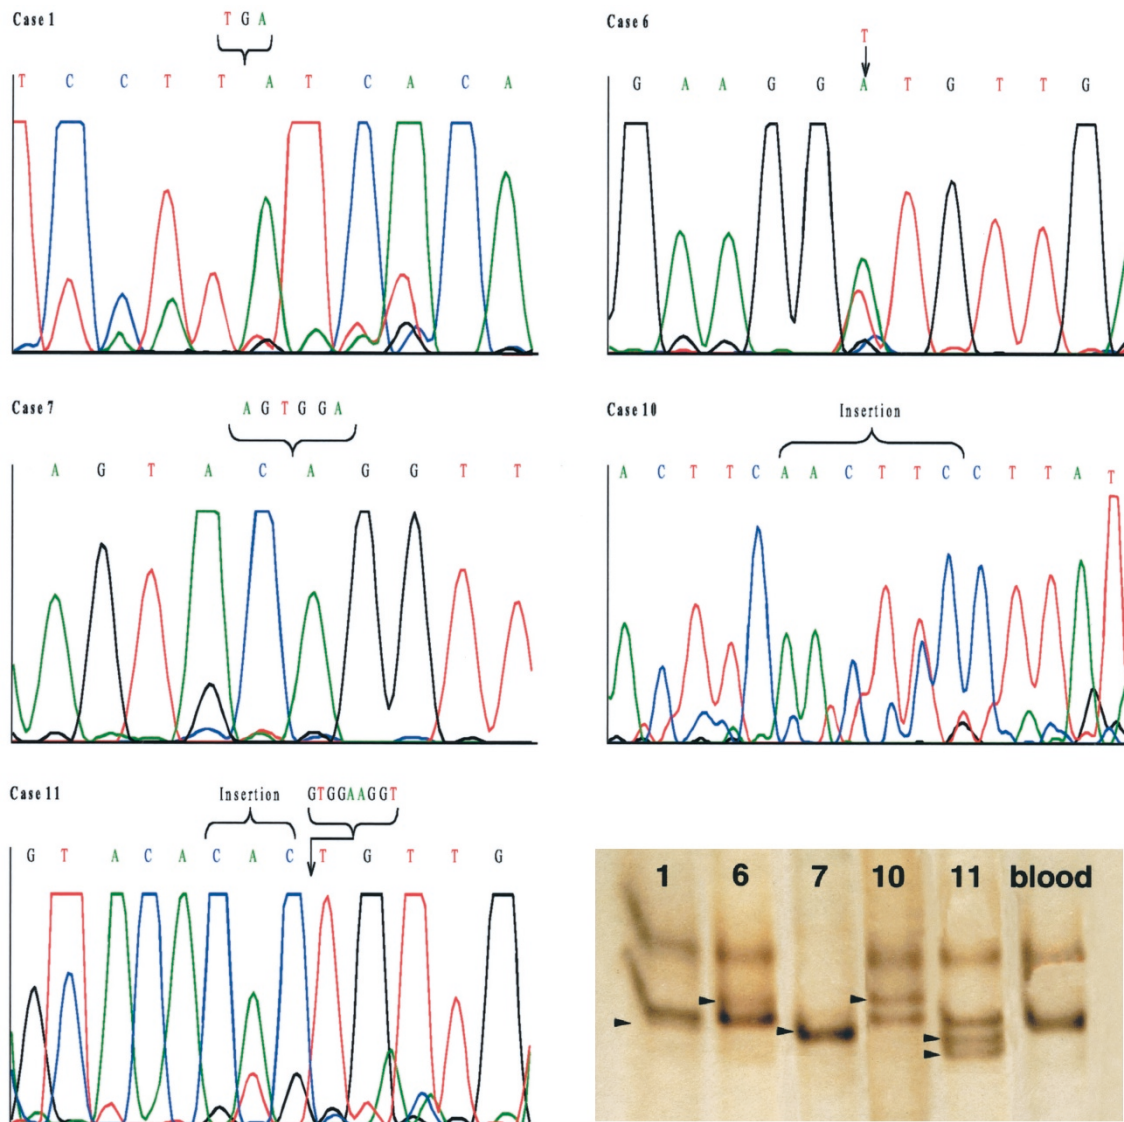 Case 1
T G A
T C C T T A T C A C A
Case 6
T
G A A G G A T G T T G
Case 7
A G T G G A
A G T A C A G G T T
Case 10
Insertion
A C T T C A A C T T C C T T A T
Case 11
Insertion
GTGGAAGGT
G T A C A C A C T G T T G
1 6 7 10 11 blood